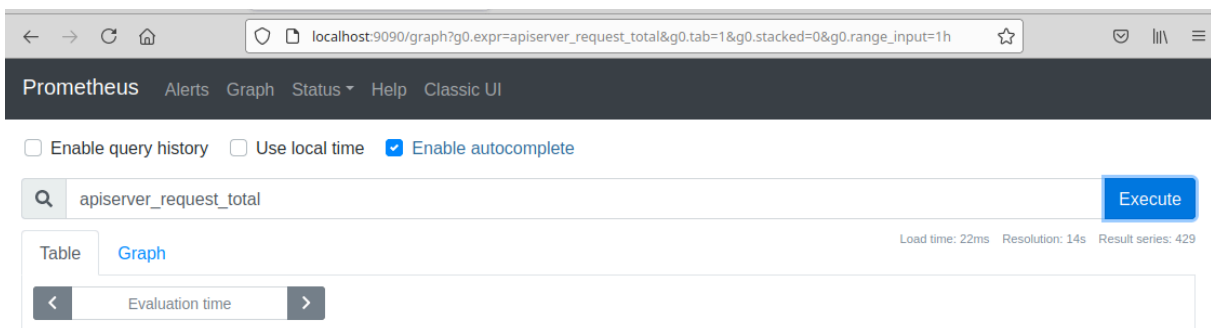 localhost:9090/graph?g0.expr=apiserver_request_total&g0.tab=1&g0.stacked=0&g0.range_input=1h
Prometheus Alerts Graph Status Help Classic UI
Enable query history Use local time Enable autocomplete
apiserver_request_total Execute
Load time: 22ms Resolution: 14s Result series: 429
Table Graph
Evaluation time